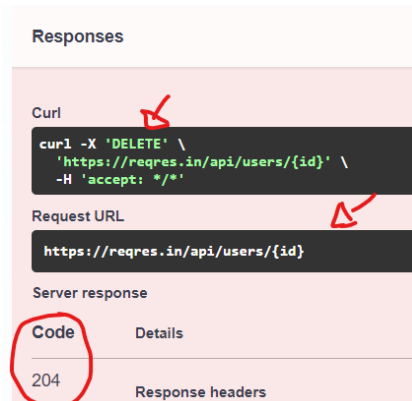 Responses
Curl
curl -X 'DELETE' \
'https://reqres.in/api/users/{id}' \
-H 'accept: */*'
Request URL
https://reqres.in/api/users/{id}
Server response
Code Details
204
Response headers